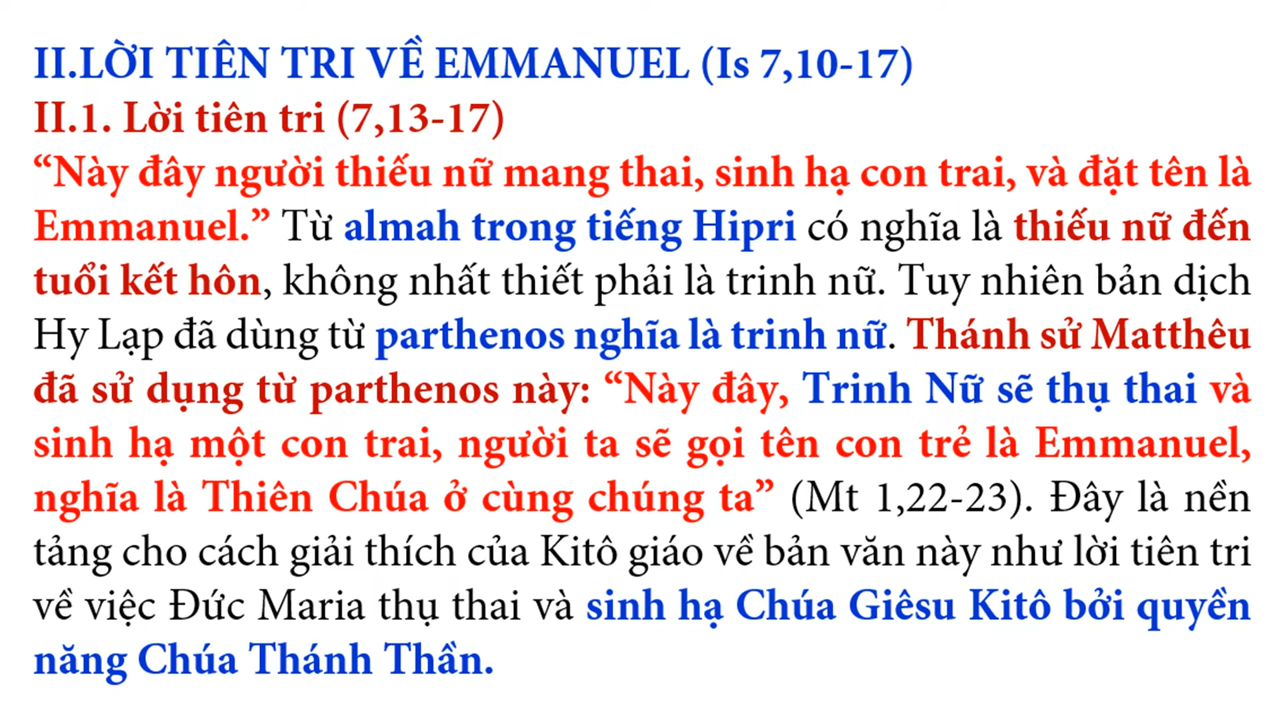 II.LỜI TIÊN TRI VỀ EMMANUEL (Is 7,10-17)
II.1. Lời tiên tri (7,13-17)
“Này đây người thiếu nữ mang thai, sinh hạ con trai, và đặt tên là
Emmanuel.” Từ almah trong tiếng Hipri có nghĩa là thiếu nữ đến
tuổi kết hôn, không nhất thiết phải là trinh nữ. Tuy nhiên bản dịch
Hy Lạp đã dùng từ parthenos nghĩa là trinh nữ. Thánh sử Matthêu
đã sử dụng từ parthenos này: “Này đây, Trinh Nữ sẽ thụ thai và
sinh hạ một con trai, người ta sẽ gọi tên con trẻ là Emmanuel,
nghĩa là Thiên Chúa ở cùng chúng ta” (Mt 1,22-23). Đây là nền
tảng cho cách giải thích của Kitô giáo về bản văn này như lời tiên tri
về việc Đức Maria thụ thai và sinh hạ Chúa Giêsu Kitô bởi quyền
năng Chúa Thánh Thần.